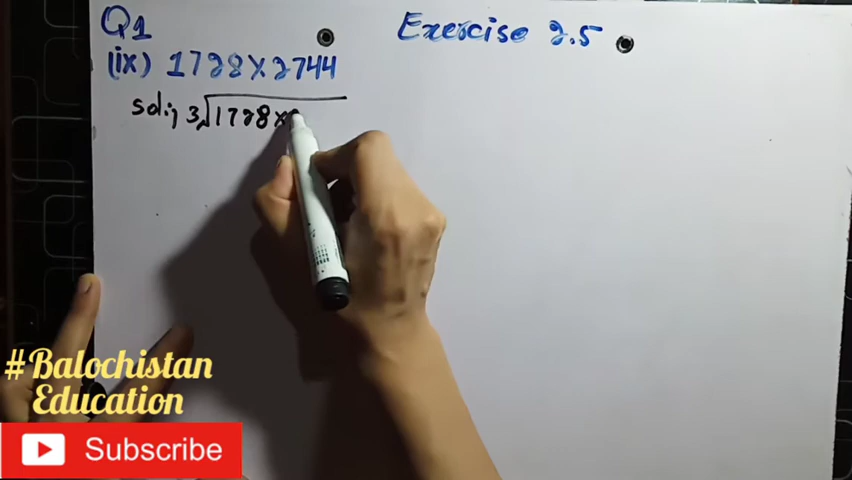 Q1
Exercise 2.5
(ix) 1728×2744
Sol:, 3√1728×
#Balochistan
Education
Subscribe